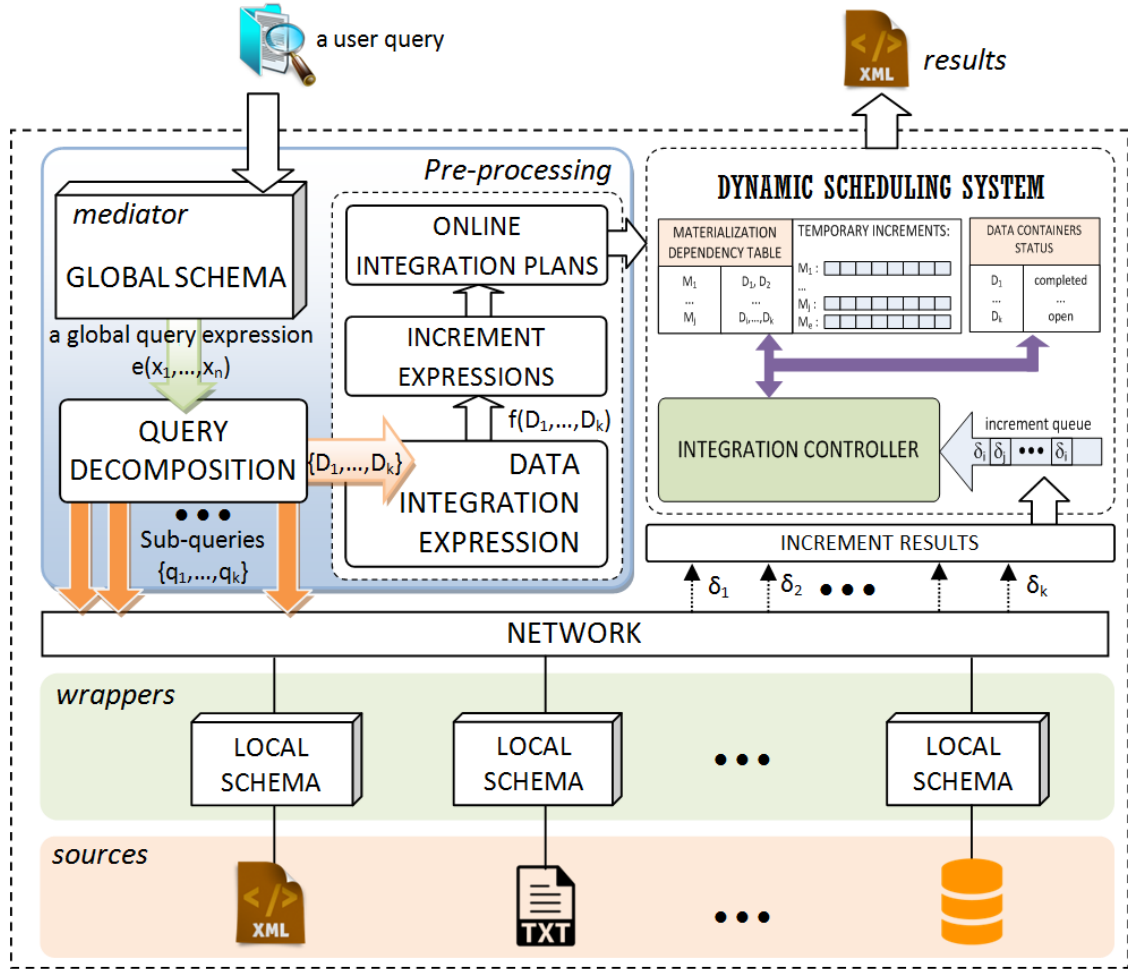 a user query
XML
results
Pre-processing
mediator
GLOBAL SCHEMA
a global query expression
e(x₁,...,xₙ)
QUERY
DECOMPOSITION
{D₁,...,Dₖ}
•••
Sub-queries
{q₁,...,qₖ}
ONLINE
INTEGRATION PLANS
INCREMENT
EXPRESSIONS
f(D₁,...,Dₖ)
DATA
INTEGRATION
EXPRESSION
DYNAMIC SCHEDULING SYSTEM
MATERIALIZATION
DEPENDENCY TABLE
M₁ D₁, D₂
... ...
Mⱼ Dᵢ,...,Dₖ
TEMPORARY INCREMENTS:
M₁ :
...
Mⱼ :
Mₑ :
DATA CONTAINERS
STATUS
D₁ completed
... ...
Dₖ open
INTEGRATION CONTROLLER
increment queue
δᵢ δⱼ ••• δᵢ
INCREMENT RESULTS
δ₁ δ₂ ••• δₖ
NETWORK
wrappers
LOCAL
SCHEMA
LOCAL
SCHEMA
•••
LOCAL
SCHEMA
sources
XML
TXT
•••